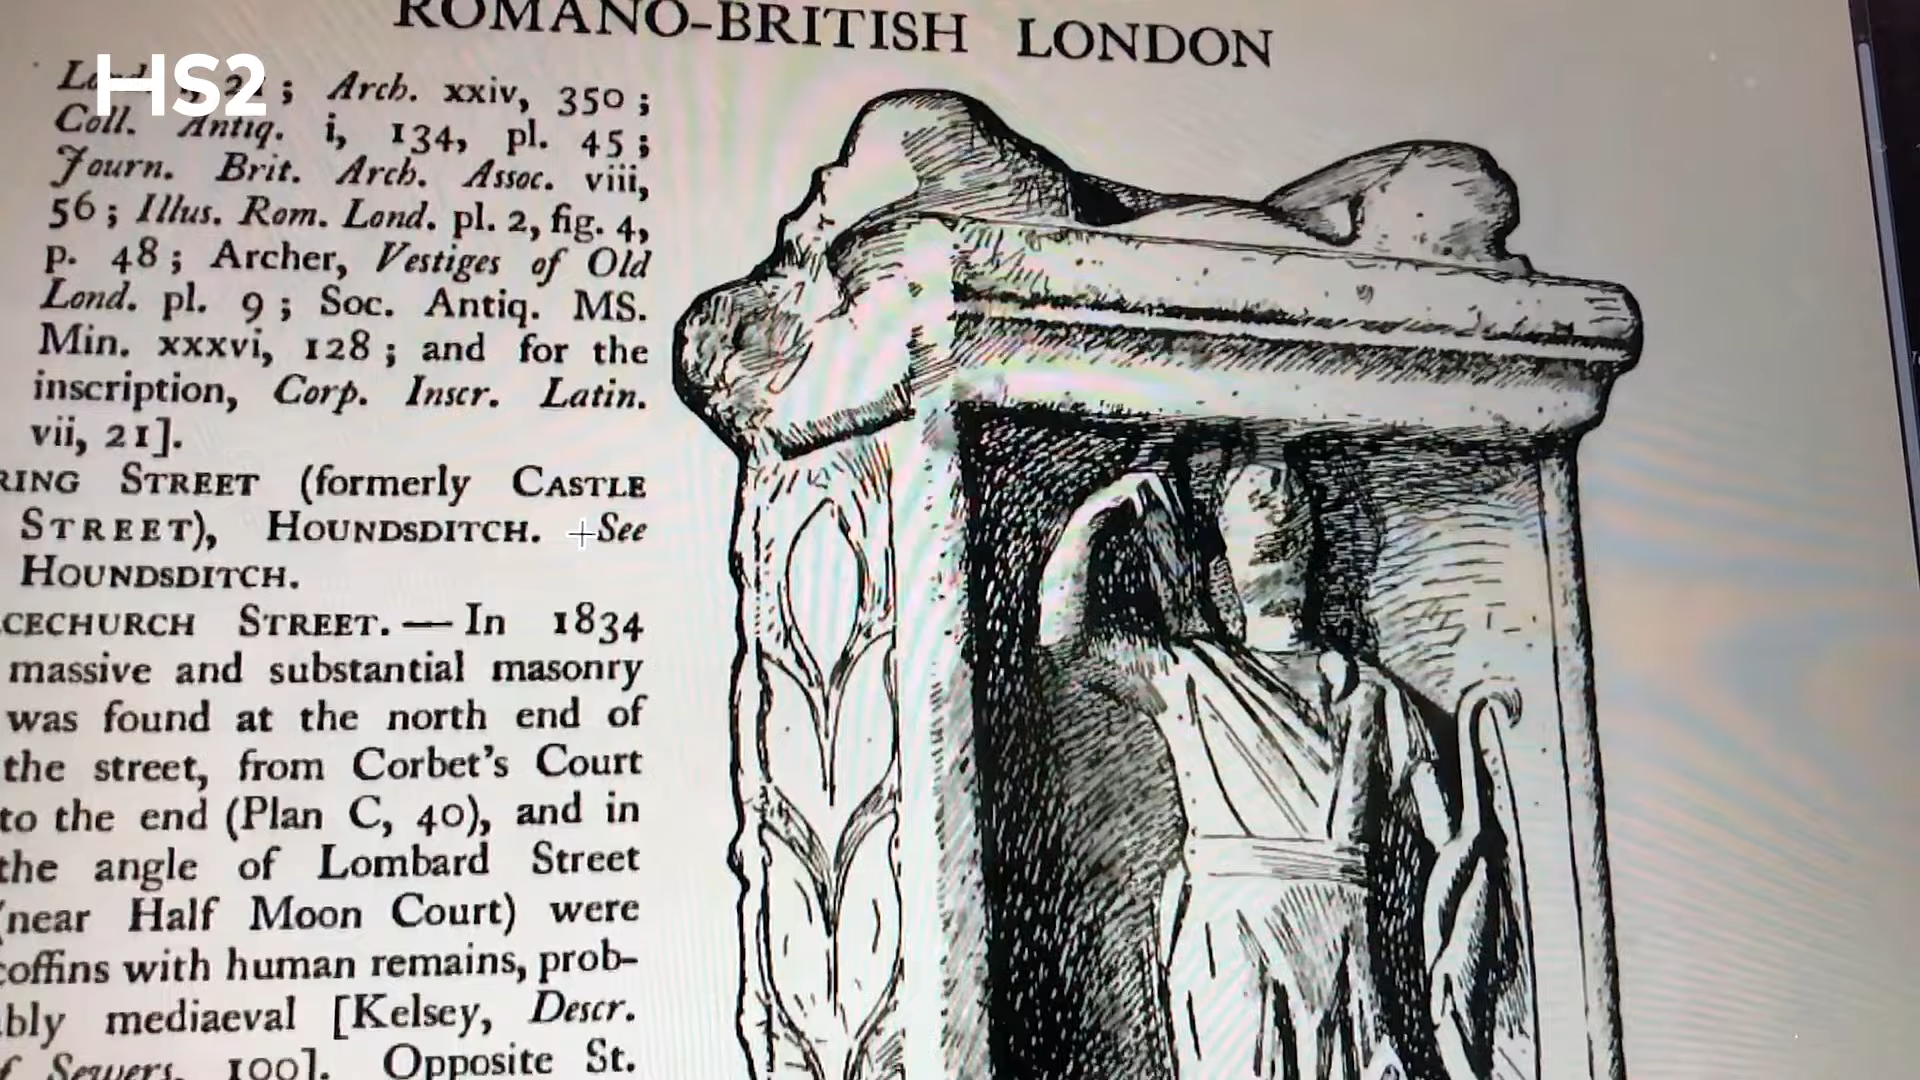 ROMANO-BRITISH LONDON
HS2
Arch. xxiv, 350 ;
Coll. Antiq. i, 134, pl. 45 ;
Journ. Brit. Arch. Assoc. viii,
56 ; Illus. Rom. Lond. pl. 2, fig. 4,
p. 48 ; Archer, Vestiges of Old
Lond. pl. 9 ; Soc. Antiq. MS.
Min. xxxvi, 128 ; and for the
inscription, Corp. Inscr. Latin.
vii, 21].
RING STREET (formerly CASTLE
STREET), HOUNDSDITCH. See
HOUNDSDITCH.
CECHURCH STREET. — In 1834
massive and substantial masonry
was found at the north end of
the street, from Corbet's Court
to the end (Plan C, 40), and in
the angle of Lombard Street
(near Half Moon Court) were
coffins with human remains, prob-
bly mediaeval [Kelsey, Descr.
f Sewers, 100]. Opposite St.